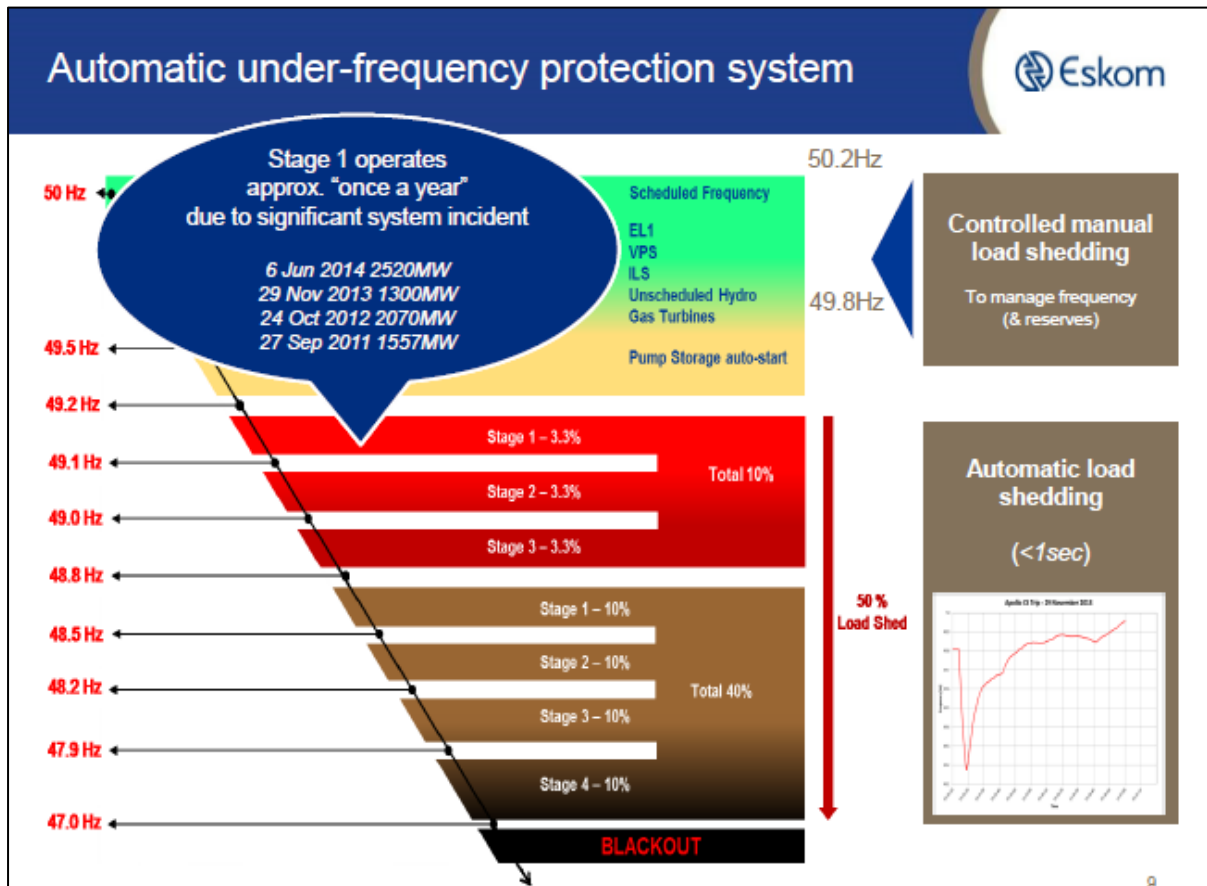 Automatic under-frequency protection system
Eskom
Stage 1 operates
approx. “once a year”
due to significant system incident
6 Jun 2014 2520MW
29 Nov 2013 1300MW
24 Oct 2012 2070MW
27 Sep 2011 1557MW
50 Hz
49.5 Hz
49.2 Hz
49.1 Hz
49.0 Hz
48.8 Hz
48.5 Hz
48.2 Hz
47.9 Hz
47.0 Hz
Scheduled Frequency
EL1
VPS
ILS
Unscheduled Hydro
Gas Turbines
Pump Storage auto-start
50.2Hz
49.8Hz
Controlled manual
load shedding
To manage frequency
(& reserves)
Stage 1 – 3.3%
Stage 2 – 3.3%
Stage 3 – 3.3%
Total 10%
Stage 1 – 10%
Stage 2 – 10%
Stage 3 – 10%
Stage 4 – 10%
Total 40%
BLACKOUT
50 %
Load Shed
Automatic load
shedding
(<1sec)
9